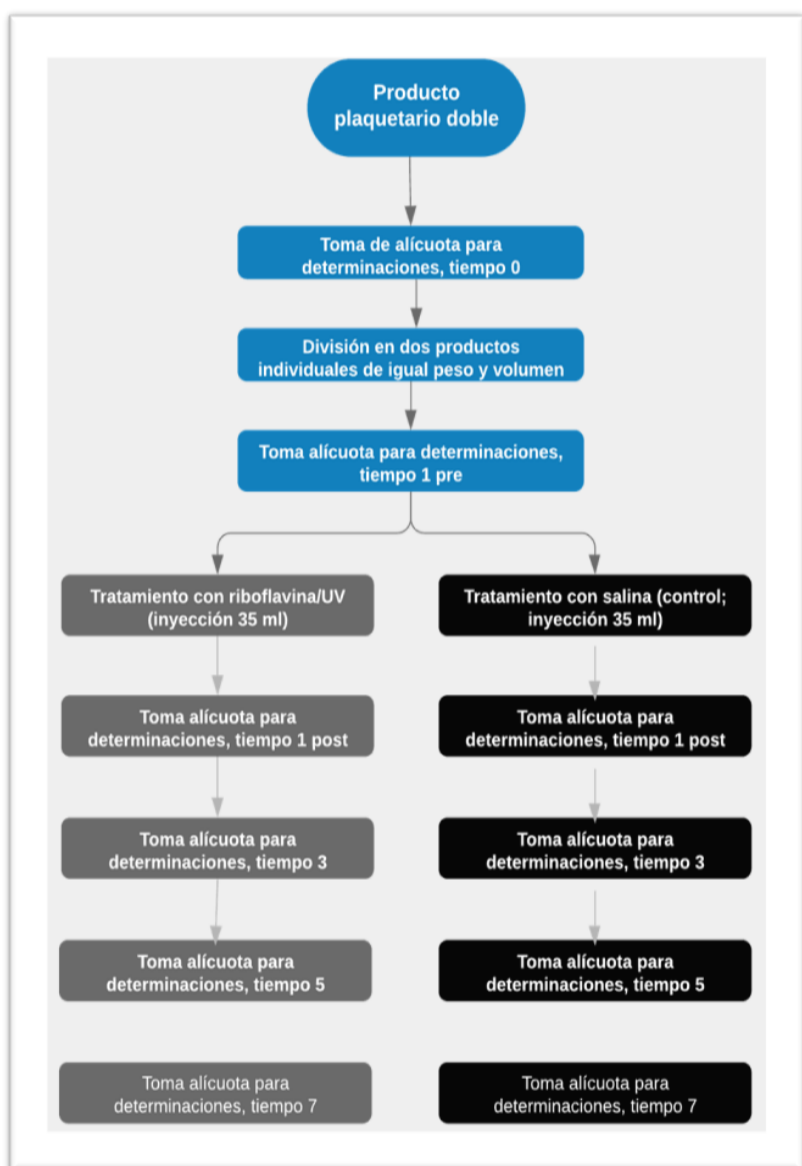 Producto
plaquetario doble
Toma de alícuota para
determinaciones, tiempo 0
División en dos productos
individuales de igual peso y volumen
Toma alícuota para determinaciones,
tiempo 1 pre
Tratamiento con riboflavina/UV
(inyección 35 ml)
Tratamiento con salina (control;
inyección 35 ml)
Toma alícuota para
determinaciones, tiempo 1 post
Toma alícuota para
determinaciones, tiempo 1 post
Toma alícuota para
determinaciones, tiempo 3
Toma alícuota para
determinaciones, tiempo 3
Toma alícuota para
determinaciones, tiempo 5
Toma alícuota para
determinaciones, tiempo 5
Toma alícuota para
determinaciones, tiempo 7
Toma alícuota para
determinaciones, tiempo 7